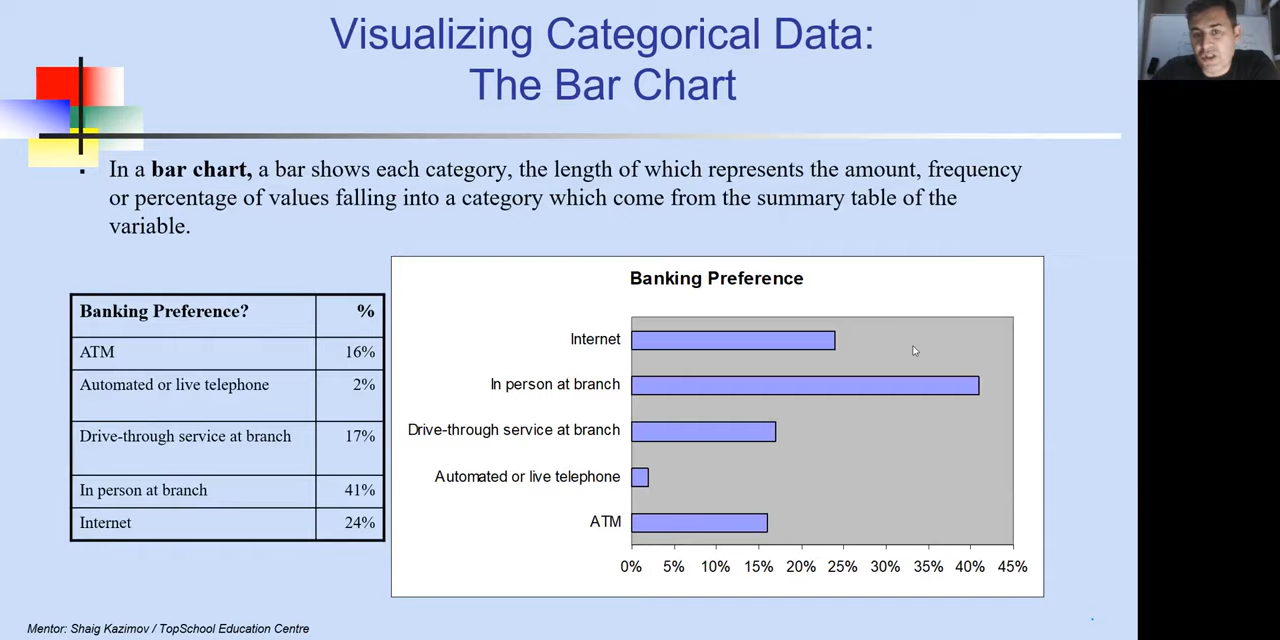 Visualizing Categorical Data:
The Bar Chart
In a bar chart, a bar shows each category, the length of which represents the amount, frequency
or percentage of values falling into a category which come from the summary table of the
variable.
Banking Preference? %
ATM 16%
Automated or live telephone 2%
Drive-through service at branch 17%
In person at branch 41%
Internet 24%
Banking Preference
Internet
In person at branch
Drive-through service at branch
Automated or live telephone
ATM
0% 5% 10% 15% 20% 25% 30% 35% 40% 45%
Mentor: Shaig Kazimov / TopSchool Education Centre